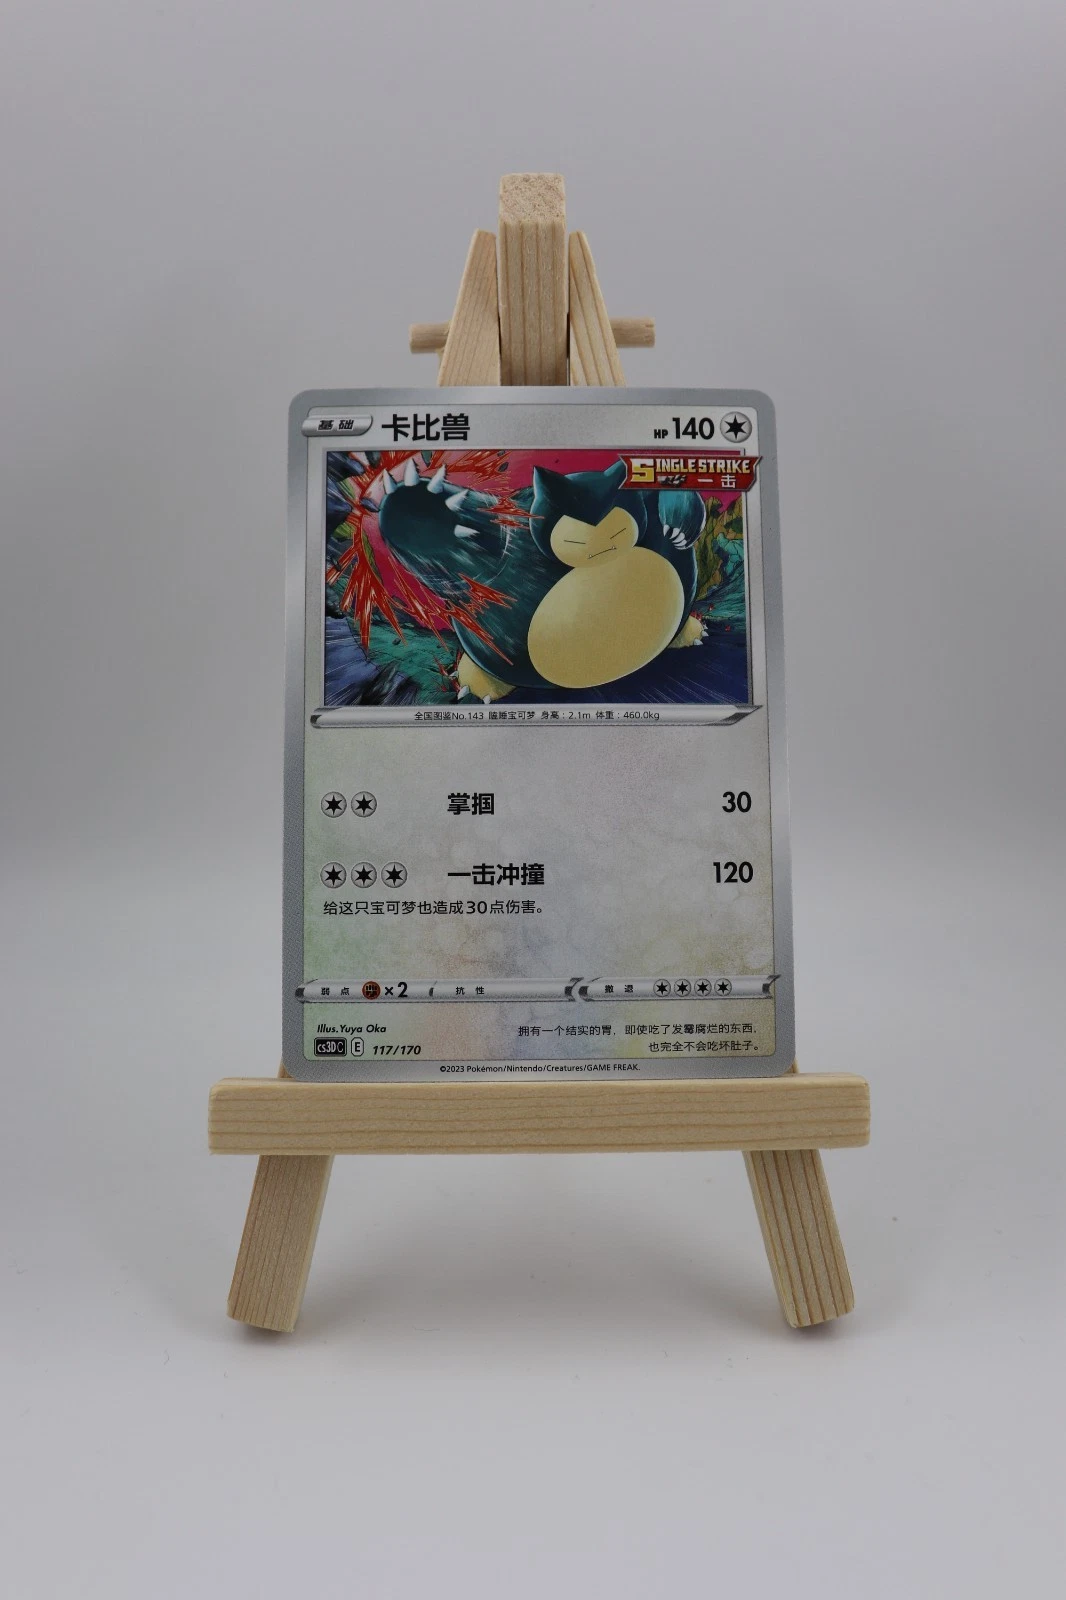 基础 卡比兽 HP 140
SINGLE STRIKE
一击
全国图鉴No.143 瞌睡宝可梦 身高：2.1m 体重：460.0kg
掌掴 30
一击冲撞 120
给这只宝可梦也造成30点伤害。
弱点 ×2 抗性 撤退
Illus.Yuya Oka
拥有一个结实的胃，即使吃了发霉腐烂的东西，
CS3DC E 117/170
也完全不会吃坏肚子。
©2023 Pokémon/Nintendo/Creatures/GAME FREAK.